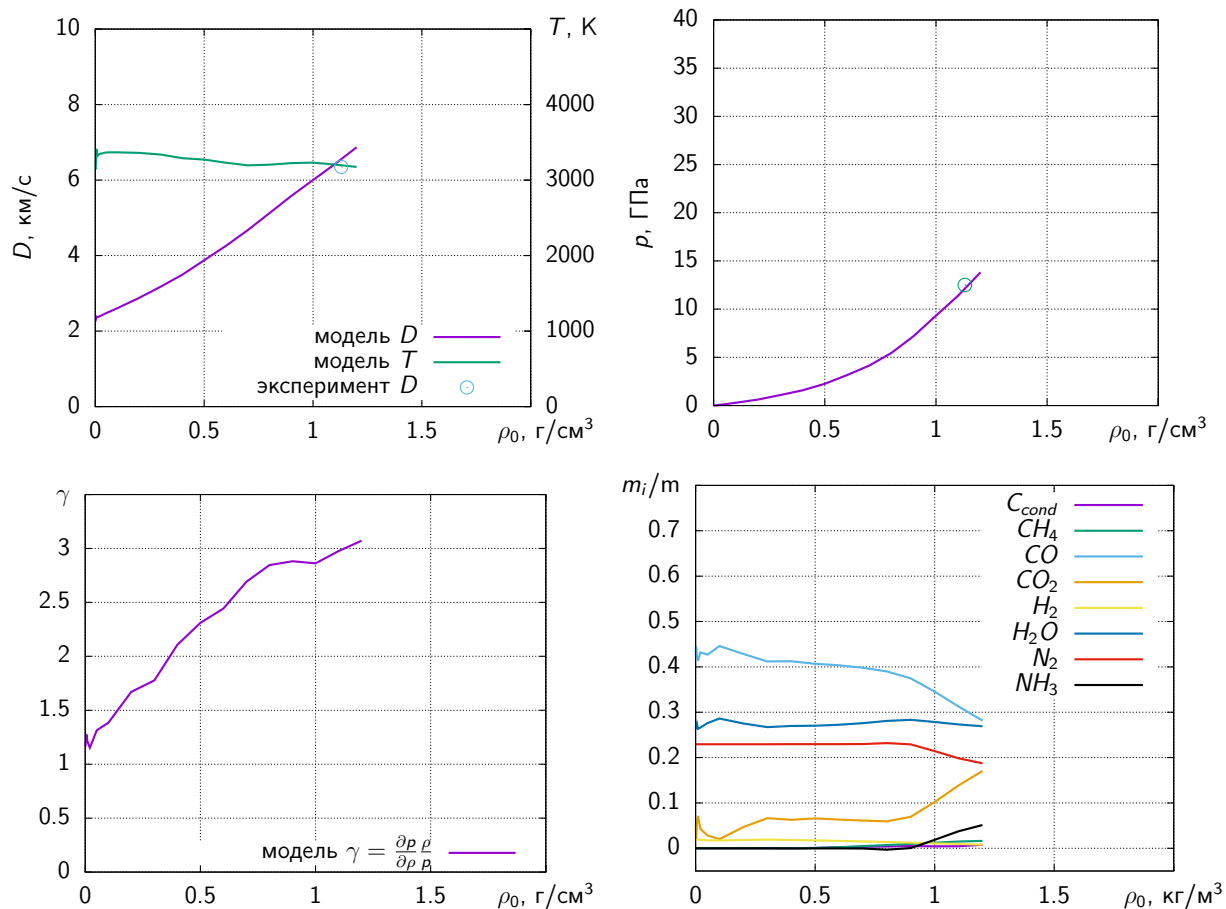 10
8
6
4
2
0
D, км/с
T, К
4000
3000
2000
1000
0
модель D
модель T
эксперимент D
0
0.5
1
ρ₀, г/см³
40
35
30
25
20
15
10
5
0
p, ГПа
0
0.5
1
1.5
ρ₀, г/см³
γ
3
2.5
2
1.5
1
0.5
0
модель γ = ∂p/∂ρ ρ/p
0
0.5
1
1.5
ρ₀, г/см³
mᵢ/m
0.7
0.6
0.5
0.4
0.3
0.2
0.1
0
C_cond
CH₄
CO
CO₂
H₂
H₂O
N₂
NH₃
0
0.5
1
1.5
ρ₀, кг/м³